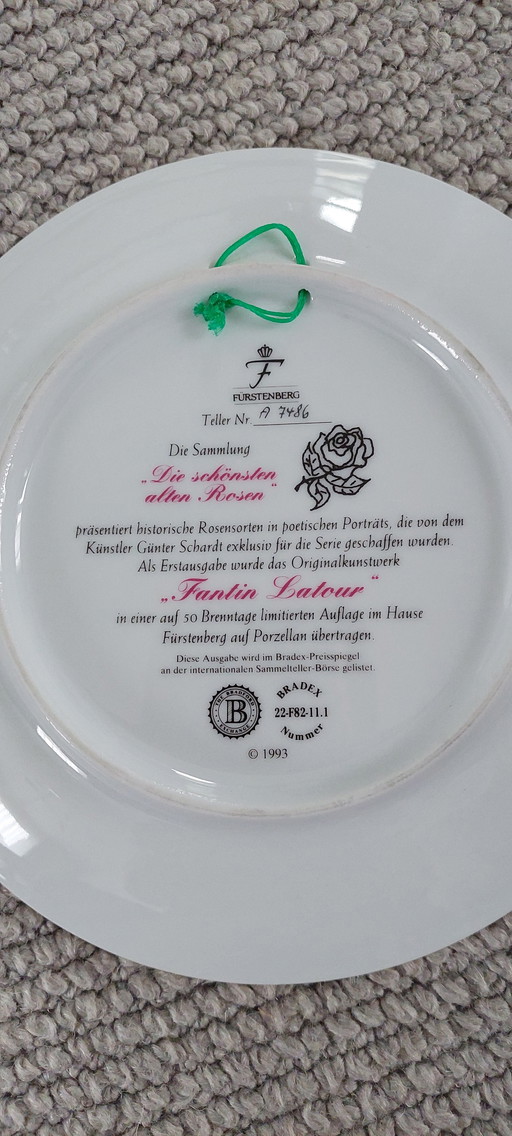 F
FÜRSTENBERG
Teller Nr. A 7486
Die Sammlung
„Die schönsten
alten Rosen“
präsentiert historische Rosensorten in poetischen Porträts, die von dem
Künstler Günter Schardt exklusiv für die Serie geschaffen wurden.
Als Erstausgabe wurde das Originalkunstwerk
„Fantin Latour“
in einer auf 50 Brenntage limitierten Auflage im Hause
Fürstenberg auf Porzellan übertragen.
Diese Ausgabe wird im Bradex-Preisspiegel
an der internationalen Sammelteller-Börse gelistet.
THE BRADFORD
B
EXCHANGE
BRADEX
22-F82-11.1
Nummer
© 1993